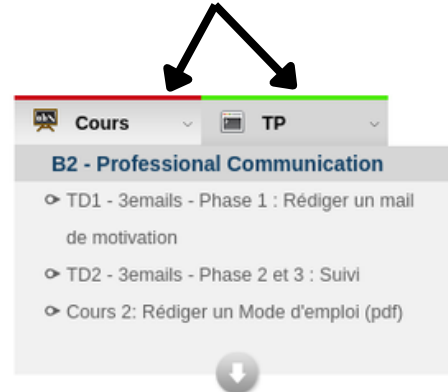 Cours TP
B2 - Professional Communication
TD1 - 3emails - Phase 1 : Rédiger un mail
de motivation
TD2 - 3emails - Phase 2 et 3 : Suivi
Cours 2: Rédiger un Mode d'emploi (pdf)